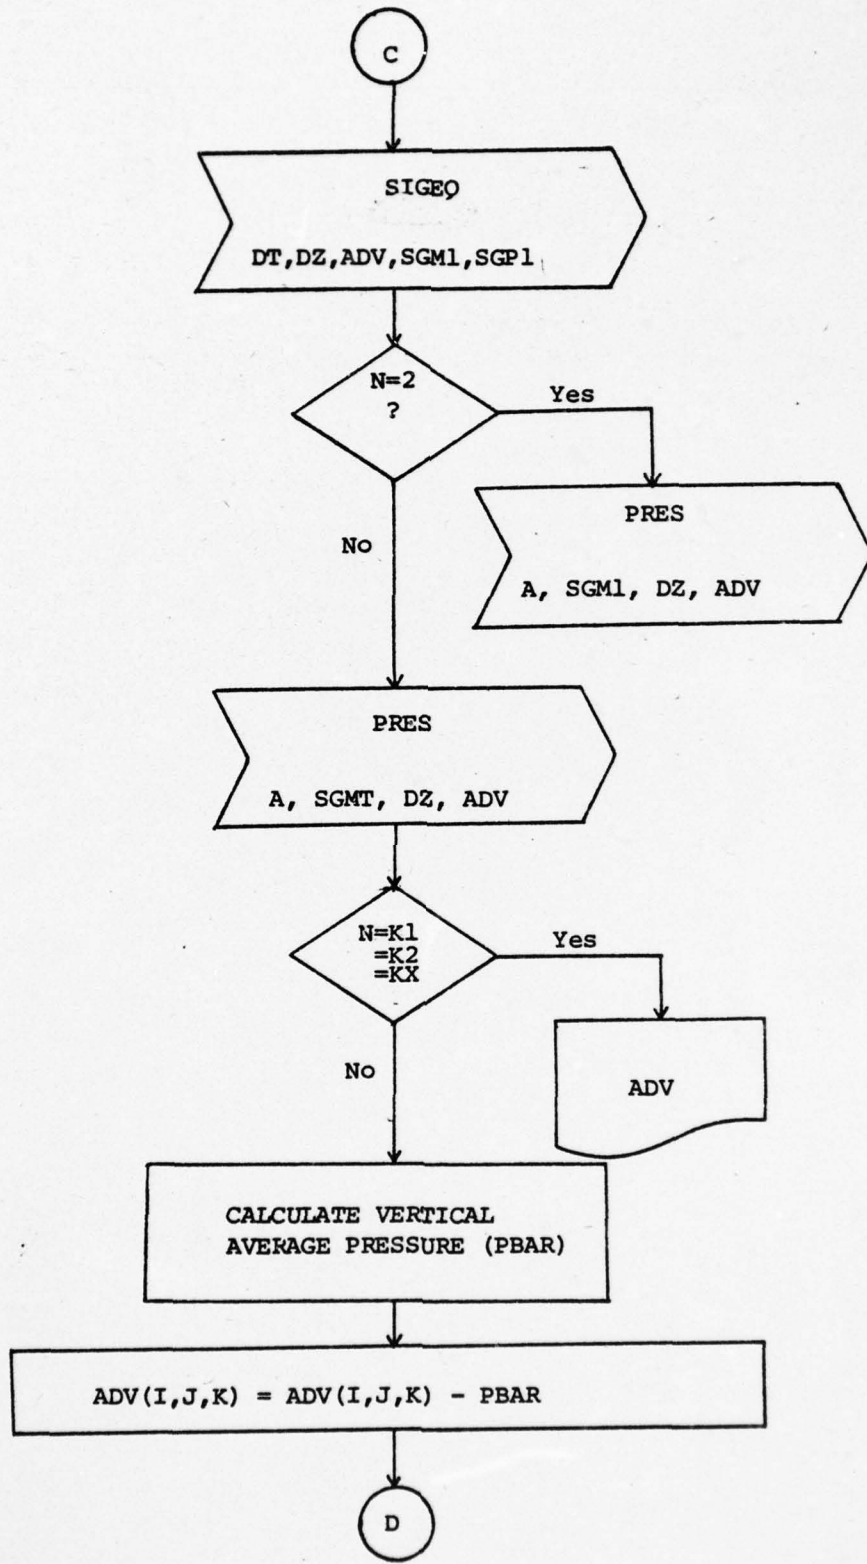 C
SIGEQ
DT,DZ,ADV,SGM1,SGP1
N=2
?
Yes
No
PRES
A, SGM1, DZ, ADV
PRES
A, SGMT, DZ, ADV
N=K1
=K2
=KX
Yes
No
ADV
CALCULATE VERTICAL
AVERAGE PRESSURE (PBAR)
ADV(I,J,K) = ADV(I,J,K) - PBAR
D